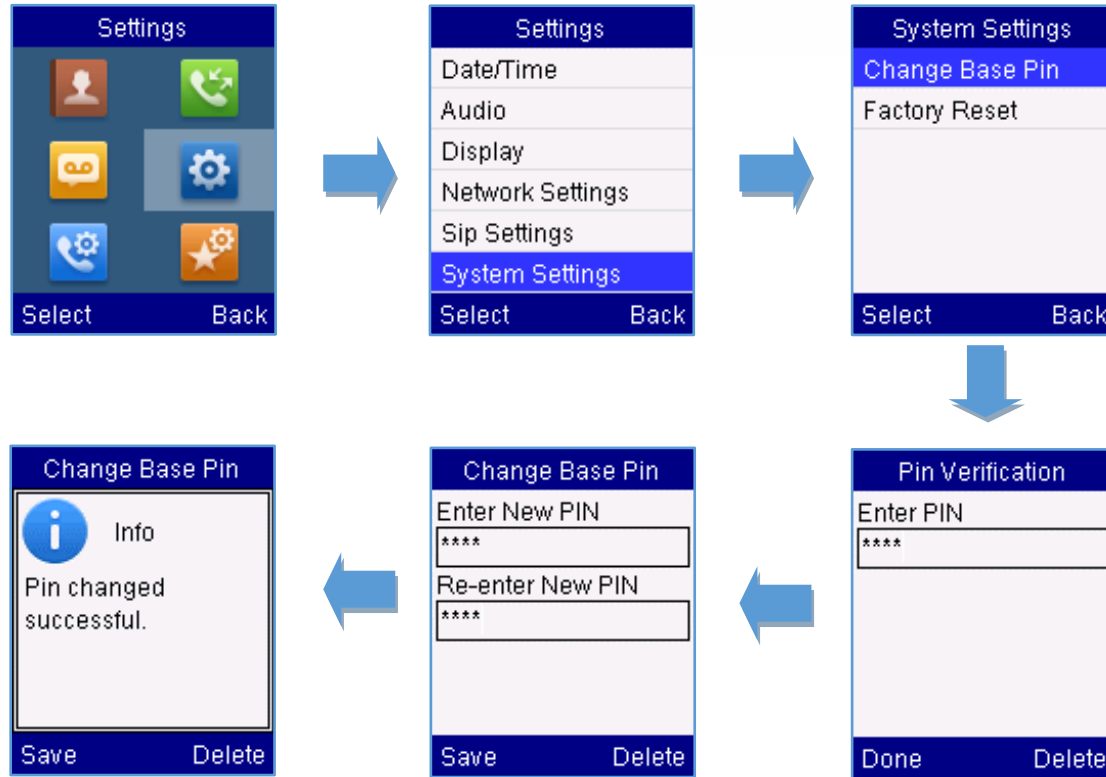 Settings
Select Back
Settings
Date/Time
Audio
Display
Network Settings
Sip Settings
System Settings
Select Back
System Settings
Change Base Pin
Factory Reset
Select Back
Pin Verification
Enter PIN
****
Done Delete
Change Base Pin
Enter New PIN
****
Re-enter New PIN
****
Save Delete
Change Base Pin
Info
Pin changed
successful.
Save Delete